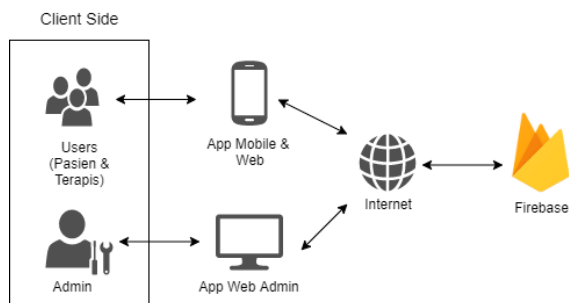 Client Side
Users
(Pasien &
Terapis)
App Mobile &
Web
Internet
Firebase
Admin
App Web Admin